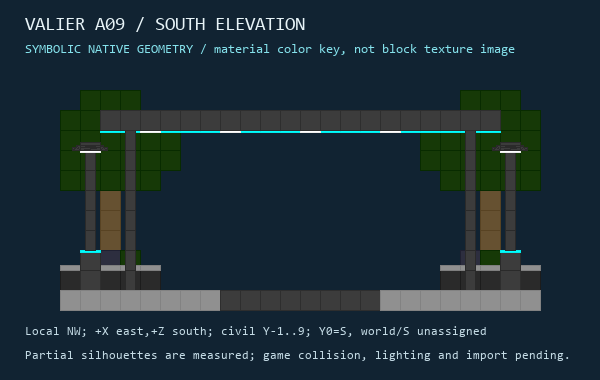 VALIER A09 / SOUTH ELEVATION
SYMBOLIC NATIVE GEOMETRY / material color key, not block texture image
Local NW; +X east,+Z south; civil Y-1..9; Y0=S, world/S unassigned
Partial silhouettes are measured; game collision, lighting and import pending.